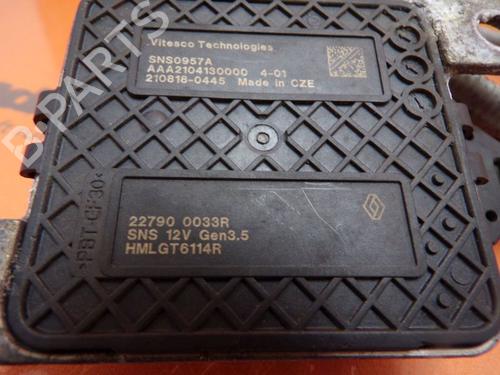 Vitesco Technologies
SNS0957A
AAA2104130000 4-01
210818-0445 Made in CZE
>PBT-GF30<
22790 0033R
SNS 12V Gen3.5
HMLGT6114R
B-PARTS